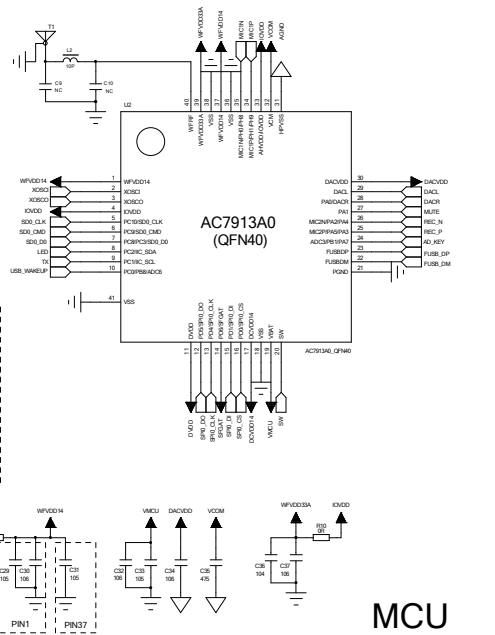 T1
L2
10P
C9
NC
C10
NC
WFVDD33A
WFVDD14
MIC1N
MIC1P
IOVDD
VCOM
AGND
40
39
38
37
36
35
34
33
32
31
WFRF
WFVDD33A
VSS
WFVDD14
VSS
MIC1N/PH0/PH8
MIC1P/PH1/PH9
AHVDD/IOVDD
VCM
HPVSS
U2
AC7913A0
(QFN40)
WFVDD14 1 WFVDD14
XOSCI 2 XOSCI
XOSCO 3 XOSCO
IOVDD 4 IOVDD
SD0_CLK 5 PC10/SD0_CLK
SD0_CMD 6 PC9/SD0_CMD
SD0_D0 7 PC8/PC3/SD0_D0
LED 8 PC2/IIC_SDA
TX 9 PC1/IIC_SCL
USB_WAKEUP 10 PC0/PB8/ADC6
41 VSS
DACVDD 30 DACVDD
DACL 29 DACL
PA0/DACR 28 DACR
PA1 27 MUTE
MIC2N/PA2/PA4 26 REC_N
MIC2P/PA5/PA3 25 REC_P
ADC3/PB1/PA7 24 AD_KEY
FUSBDP 23 FUSB_DP
FUSBDM 22 FUSB_DM
PGND 21
DVDD
PD5/SPI0_DO
PD4/SPI0_CLK
PD6/SFGAT
PD1/SPI0_DI
PD0/SPI0_CS
DCVDD14
VSS
VBAT
SW
11
12
13
14
15
16
17
18
19
20
AC7913A0_QFN40
DVDD
SPI0_DO
SPI0_CLK
SFGAT
SPI0_DI
SPI0_CS
DCVDD14
VMCU
SW
WFVDD14
C29
105
C30
106
C31
105
PIN1
PIN37
VMCU
DACVDD
VCOM
C32
106
C33
105
C34
106
C35
475
WFVDD33A
IOVDD
R10
0R
C36
104
C37
106
MCU